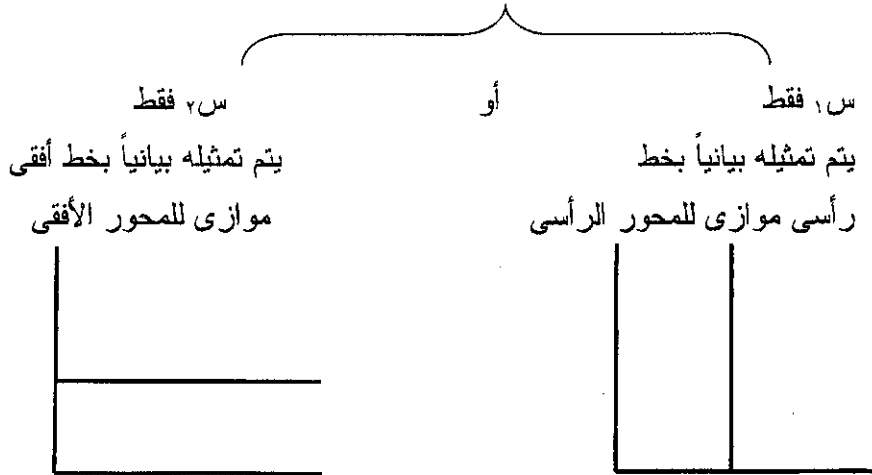 س١ فقط أو س٢ فقط
يتم تمثيله بيانياً بخط
رأسى موازى للمحور الرأسى
يتم تمثيله بيانياً بخط أفقى
موازى للمحور الأفقى